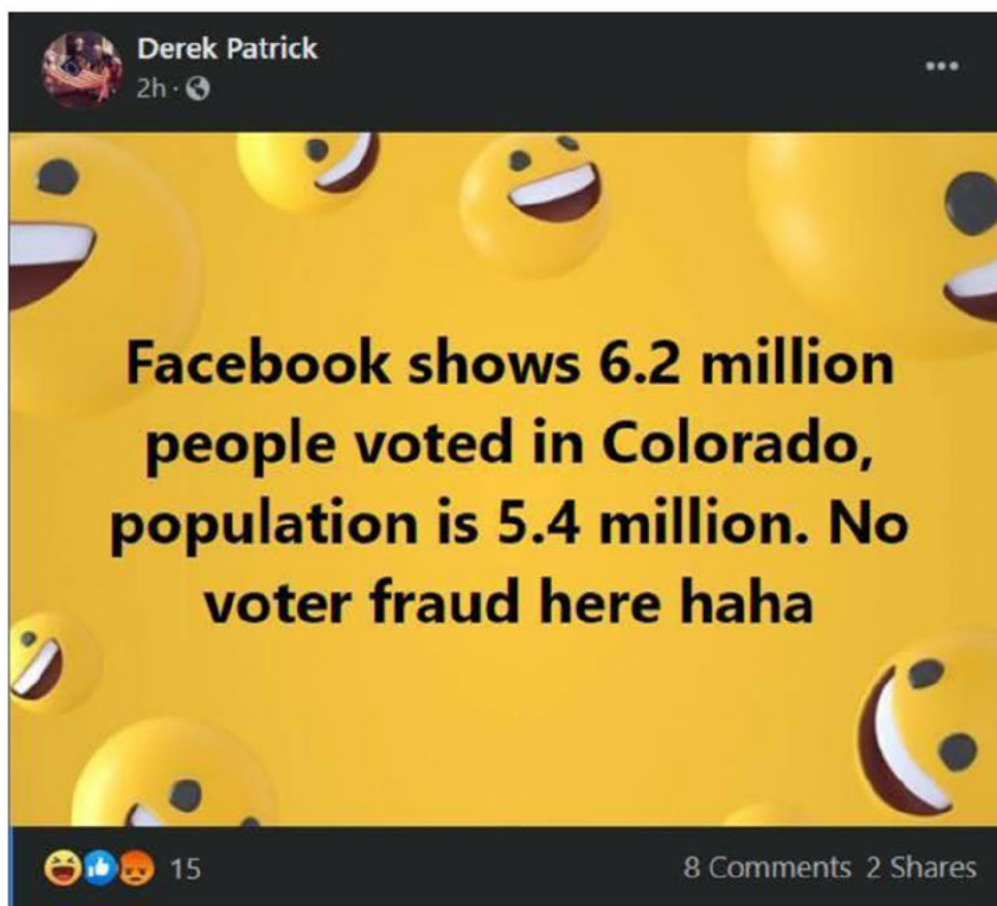 Derek Patrick
2h ·
Facebook shows 6.2 million
people voted in Colorado,
population is 5.4 million. No
voter fraud here haha
15
8 Comments 2 Shares